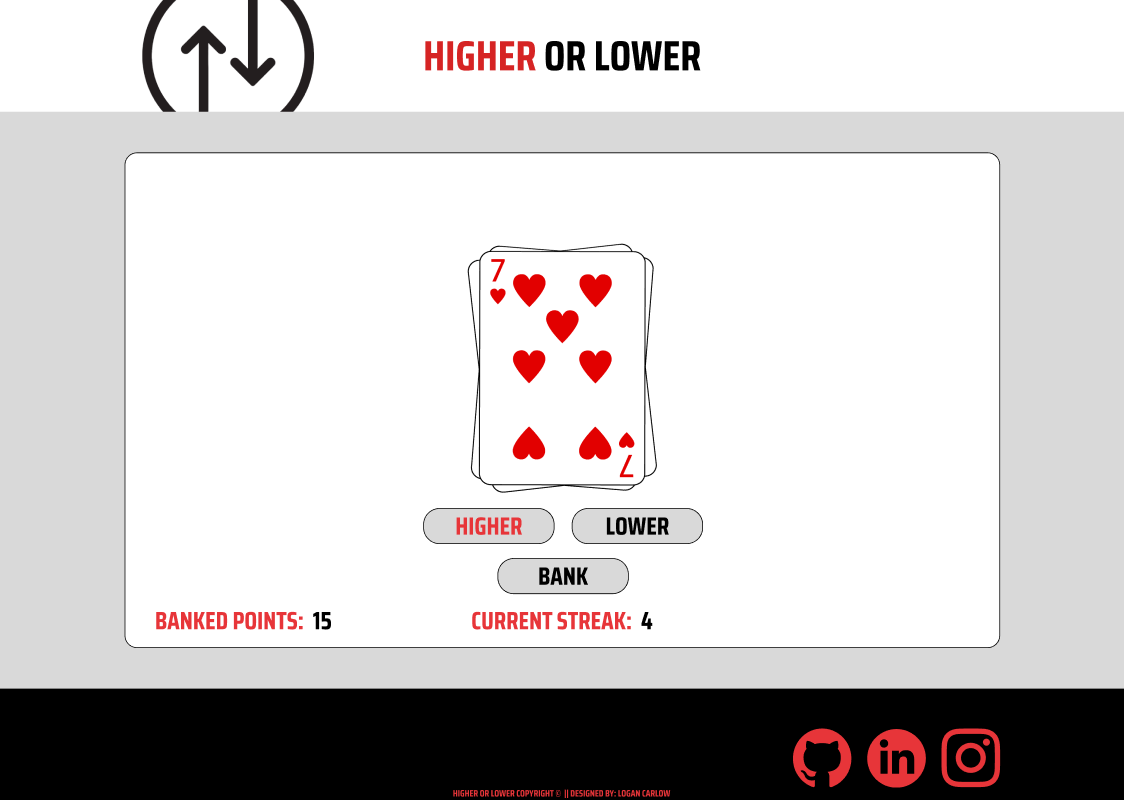 HIGHER OR LOWER
7
7
HIGHER LOWER
BANK
BANKED POINTS: 15 CURRENT STREAK: 4
in
HIGHER OR LOWER COPYRIGHT © || DESIGNED BY: LOGAN CARLOW